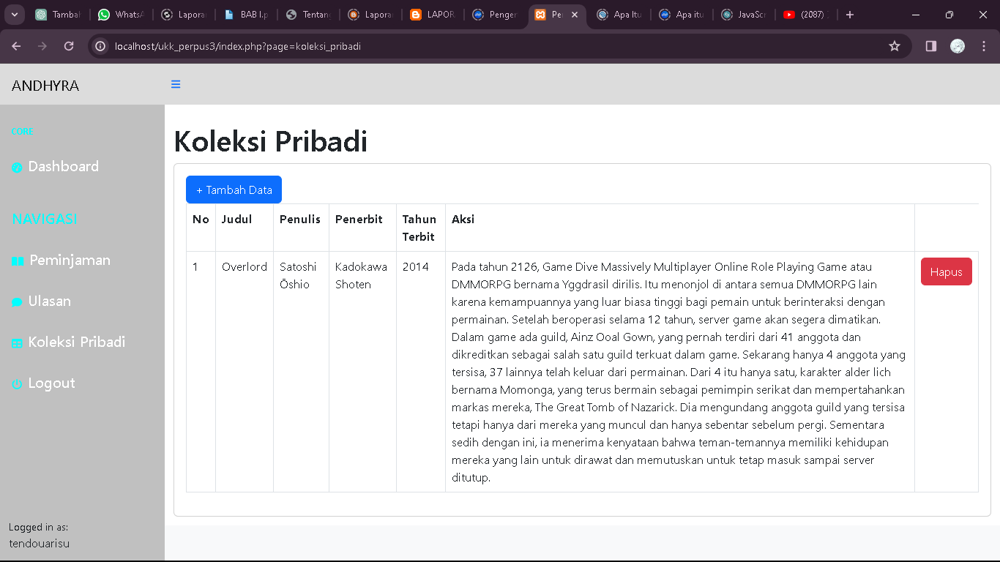 Tambah
WhatsA
Lapora
BAB I.p
Tentang
Lapora
LAPOR
Penger
Pe
Apa Itu
Apa itu
JavaScr
(2087)
localhost/ukk_perpus3/index.php?page=koleksi_pribadi
ANDHYRA
CORE
Dashboard
NAVIGASI
Peminjaman
Ulasan
Koleksi Pribadi
Logout
Logged in as:
tendouarisu
Koleksi Pribadi
+ Tambah Data
No Judul Penulis Penerbit Tahun Terbit Aksi
1 Overlord Satoshi Ōshio Kadokawa Shoten 2014
Pada tahun 2126, Game Dive Massively Multiplayer Online Role Playing Game atau
DMMORPG bernama Yggdrasil dirilis. Itu menonjol di antara semua DMMORPG lain
karena kemampuannya yang luar biasa tinggi bagi pemain untuk berinteraksi dengan
permainan. Setelah beroperasi selama 12 tahun, server game akan segera dimatikan.
Dalam game ada guild, Ainz Ooal Gown, yang pernah terdiri dari 41 anggota dan
dikreditkan sebagai salah satu guild terkuat dalam game. Sekarang hanya 4 anggota yang
tersisa, 37 lainnya telah keluar dari permainan. Dari 4 itu hanya satu, karakter alder lich
bernama Momonga, yang terus bermain sebagai pemimpin serikat dan mempertahankan
markas mereka, The Great Tomb of Nazarick. Dia mengundang anggota guild yang tersisa
tetapi hanya dari mereka yang muncul dan hanya sebentar sebelum pergi. Sementara
sedih dengan ini, ia menerima kenyataan bahwa teman-temannya memiliki kehidupan
mereka yang lain untuk dirawat dan memutuskan untuk tetap masuk sampai server
ditutup.
Hapus